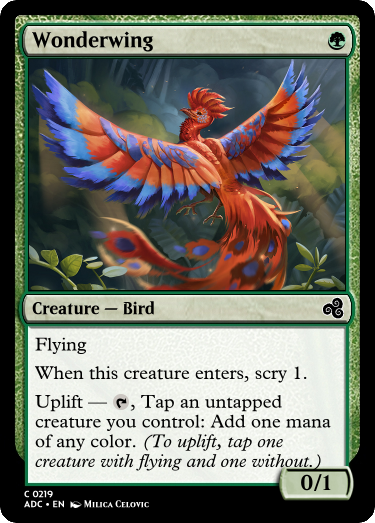 Wonderwing
Creature — Bird
Flying
When this creature enters, scry 1.
Uplift — , Tap an untapped
creature you control: Add one mana
of any color. (To uplift, tap one
creature with flying and one without.)
0/1
C 0219
ADC • EN Milica Celovic